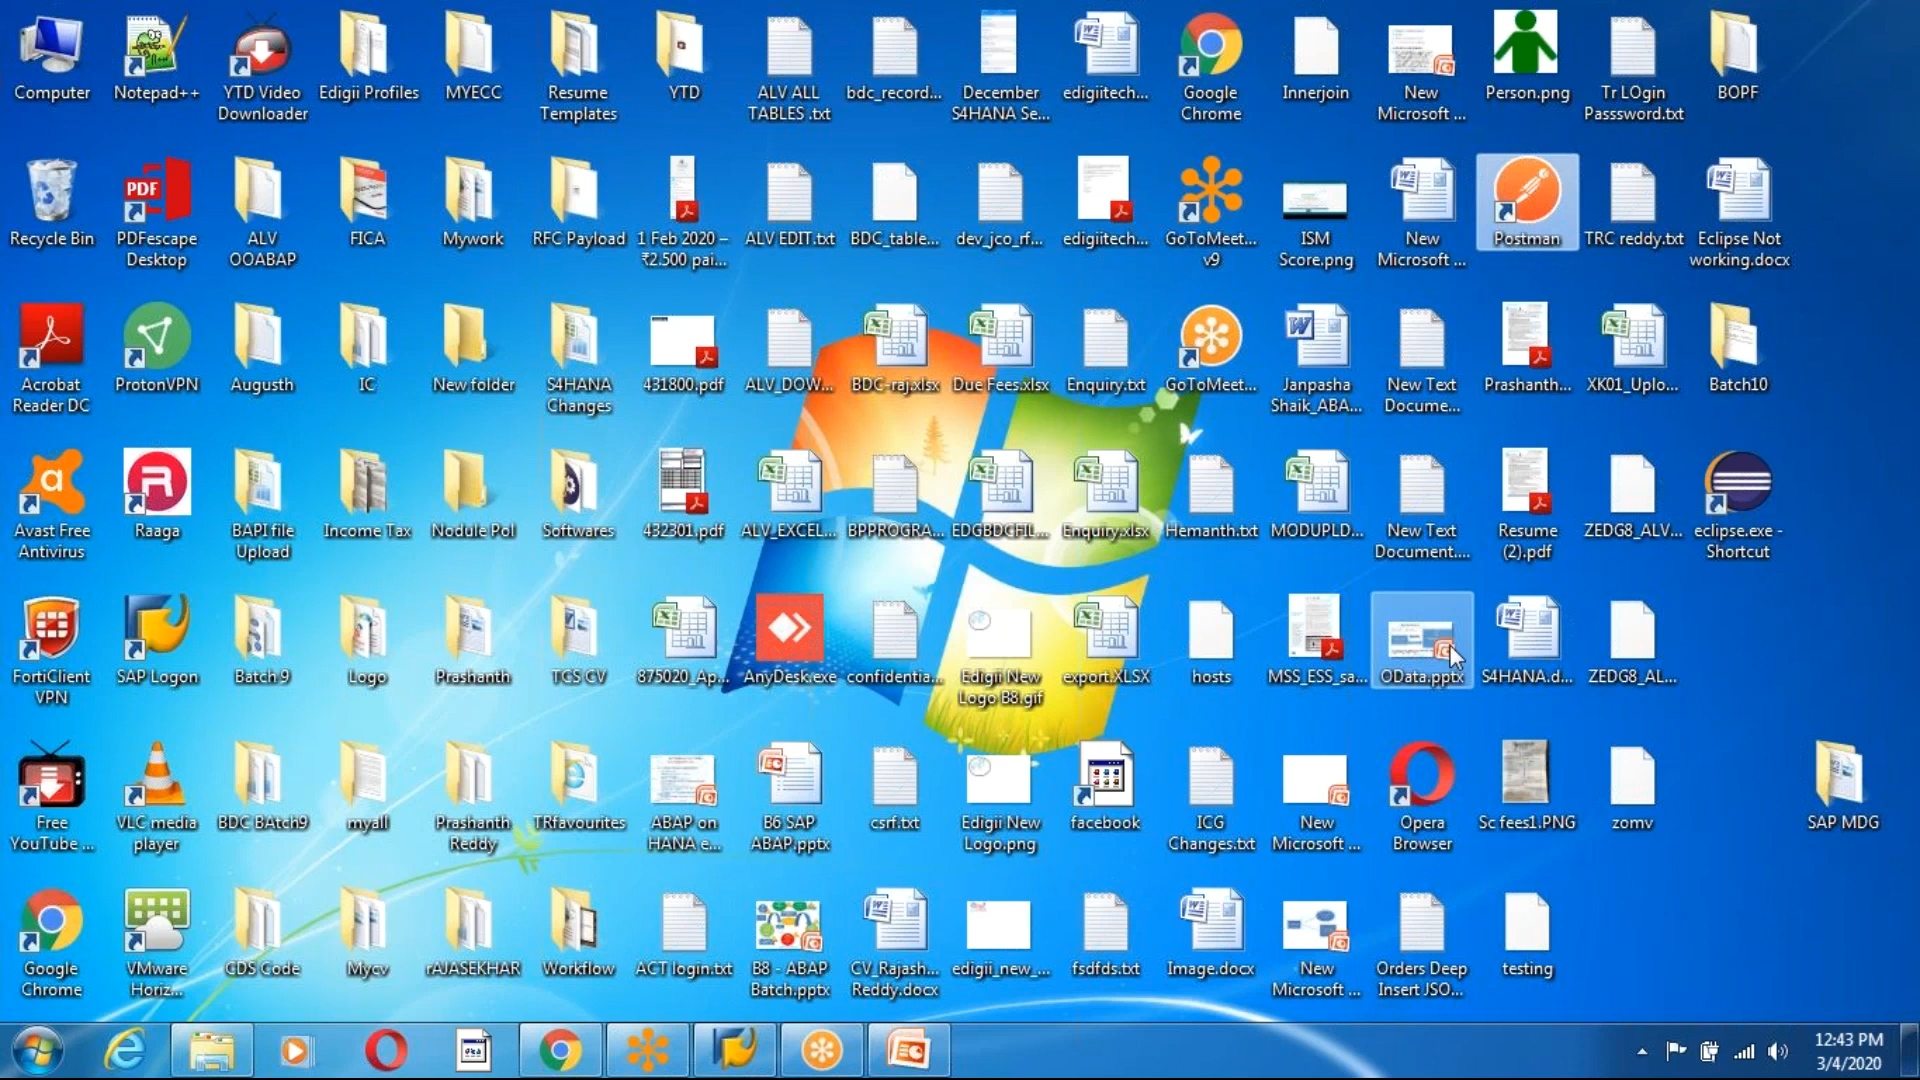 Computer
Notepad++
YTD Video
Downloader
Edigii Profiles
MYECC
Resume
Templates
YTD
ALV ALL
TABLES .txt
bdc_record...
December
S4HANA Se...
edigiitech...
Google
Chrome
Innerjoin
New
Microsoft ...
Person.png
Tr LOgin
Passsword.txt
BOPF
Recycle Bin
PDF
PDFescape
Desktop
ALV
OOABAP
FICA
Mywork
RFC Payload
1 Feb 2020 –
₹2.500 pai...
ALV EDIT.txt
BDC_table...
dev_jco_rf...
edigiitech...
GoToMeet...
v9
ISM
Score.png
New
Microsoft ...
Postman
TRC reddy.txt
Eclipse Not
working.docx
Acrobat
Reader DC
ProtonVPN
Augusth
IC
New folder
S4HANA
Changes
431800.pdf
ALV_DOW...
BDC-raj.xlsx
Due Fees.xlsx
Enquiry.txt
GoToMeet...
Janpasha
Shaik_ABA...
New Text
Docume...
Prashanth...
XK01_Uplo...
Batch10
Avast Free
Antivirus
Raaga
BAPI file
Upload
Income Tax
Nodule Pol
Softwares
432301.pdf
ALV_EXCEL...
BPPROGRA...
EDGBDCFIL...
Enquiry.xlsx
Hemanth.txt
MODUPLD...
New Text
Document....
Resume
(2).pdf
ZEDG8_ALV...
eclipse.exe -
Shortcut
FortiClient
VPN
SAP Logon
Batch 9
Logo
Prashanth
TCS CV
875020_Ap...
AnyDesk.exe
confidentia...
Edigii New
Logo B8.gif
export.XLSX
hosts
MSS_ESS_sa...
OData.pptx
S4HANA.d...
ZEDG8_AL...
Free
YouTube ...
VLC media
player
BDC BAtch9
myall
Prashanth
Reddy
TRfavourites
ABAP on
HANA e...
B6 SAP
ABAP.pptx
csrf.txt
Edigii New
Logo.png
facebook
ICG
Changes.txt
New
Microsoft ...
Opera
Browser
Sc fees1.PNG
zomv
SAP MDG
Google
Chrome
VMware
Horiz...
CDS Code
Mycv
rAJASEKHAR
Workflow
ACT login.txt
B8 - ABAP
Batch.pptx
CV_Rajash...
Reddy.docx
edigii_new_...
fsdfds.txt
Image.docx
New
Microsoft ...
Orders Deep
Insert JSO...
testing
12:43 PM
3/4/2020